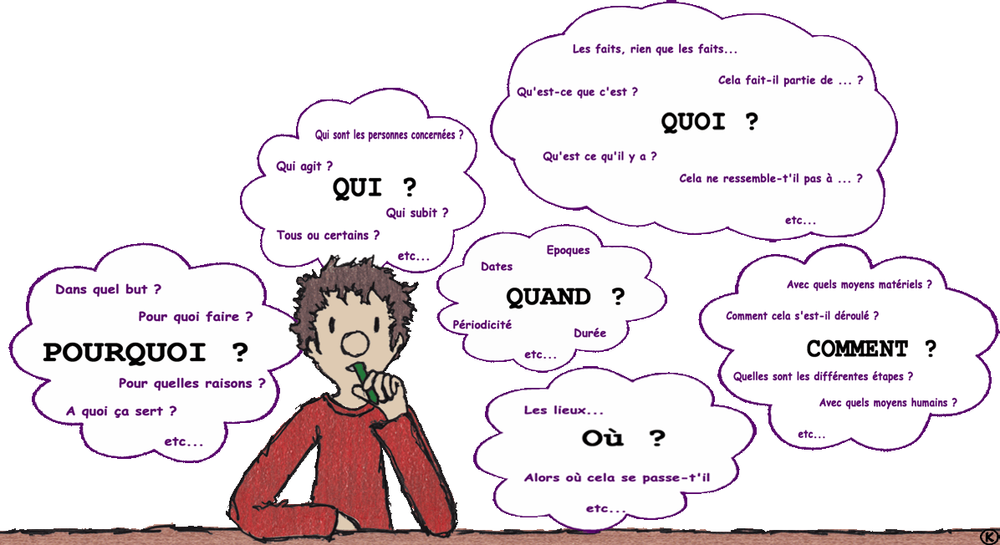 Les faits, rien que les faits...
Cela fait-il partie de ... ?
Qu'est-ce que c'est ?
QUOI ?
Qu'est ce qu'il y a ?
Cela ne ressemble-t'il pas à ... ?
etc...
Qui sont les personnes concernées ?
Qui agit ?
QUI ?
Qui subit ?
Tous ou certains ?
etc...
Epoques
Dates
QUAND ?
Périodicité
Durée
etc...
Dans quel but ?
Pour quoi faire ?
POURQUOI ?
Pour quelles raisons ?
A quoi ça sert ?
etc...
Avec quels moyens matériels ?
Comment cela s'est-il déroulé ?
COMMENT ?
Quelles sont les différentes étapes ?
Avec quels moyens humains ?
etc...
Les lieux...
Où ?
Alors où cela se passe-t'il
etc...
K